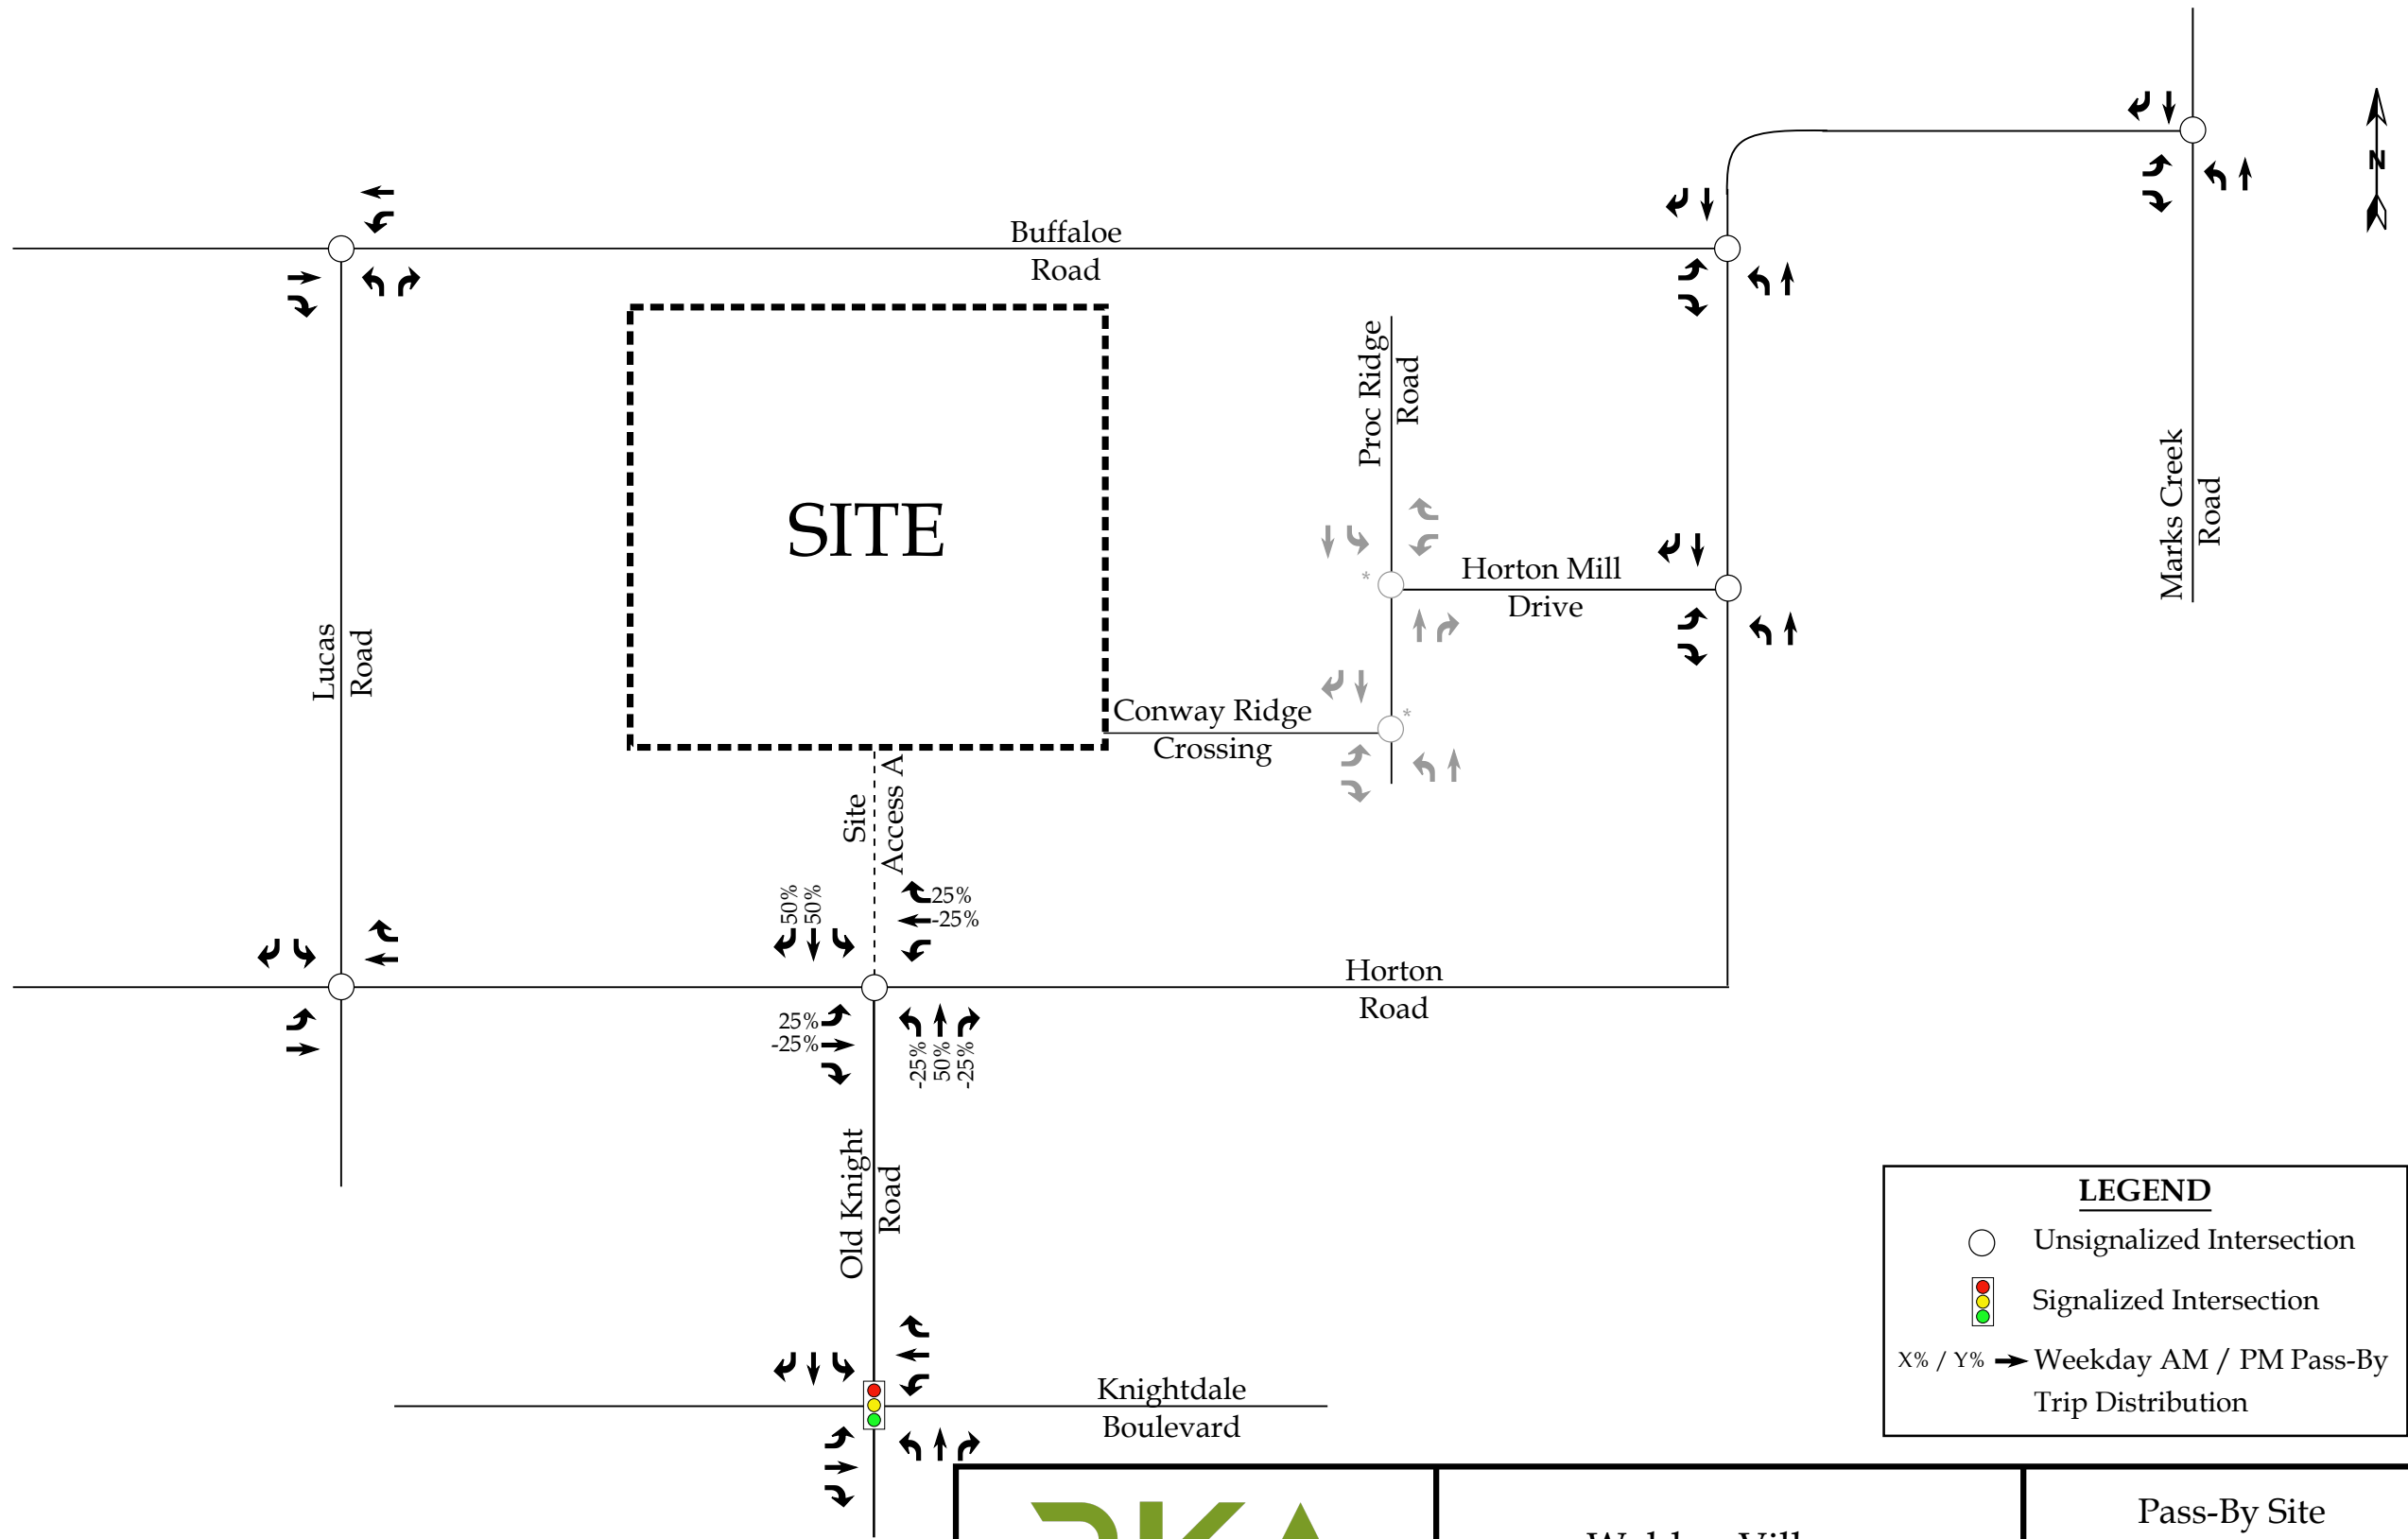 N
Buffaloe
Road
Proc Ridge
Road
Marks Creek
Road
SITE
Horton Mill
Drive
*
Lucas
Road
Conway Ridge
Crossing
*
Site
Access A
50%
50%
25%
-25%
Horton
Road
25%
-25%
-25%
50%
-25%
Old Knight
Road
LEGEND
Unsignalized Intersection
Signalized Intersection
X% / Y% Weekday AM / PM Pass-By
Trip Distribution
Knightdale
Boulevard
RKA
Pass-By Site